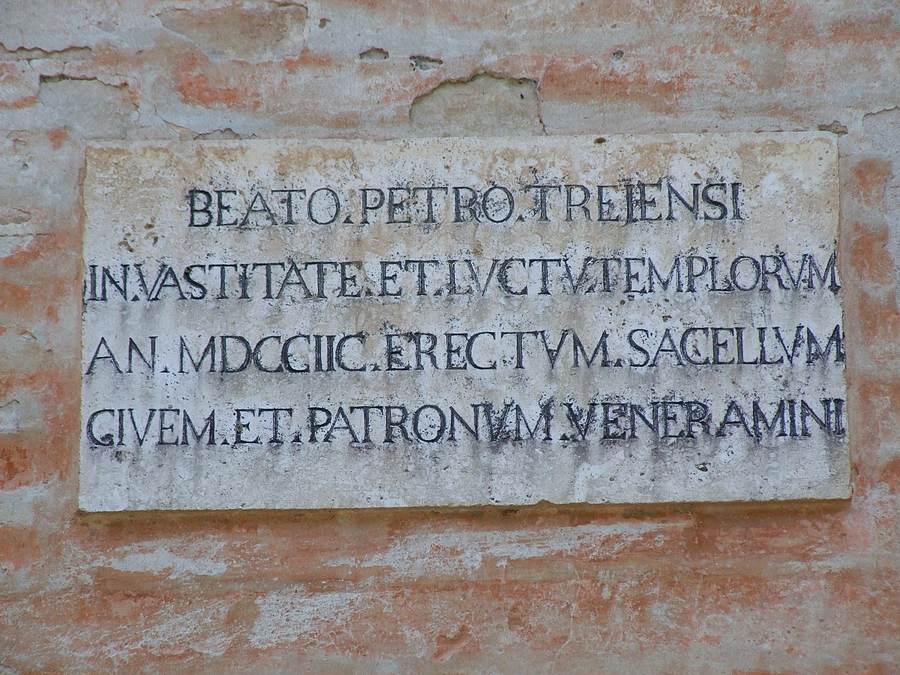 BEATO.PETRO.TREJENSI
IN.VASTITATE.ET.LVCTV.TEMPLORVM
AN.MDCCIIC.ERECTVM.SACELLVM
CIVEM.ET.PATRONVM.VENERAMINI